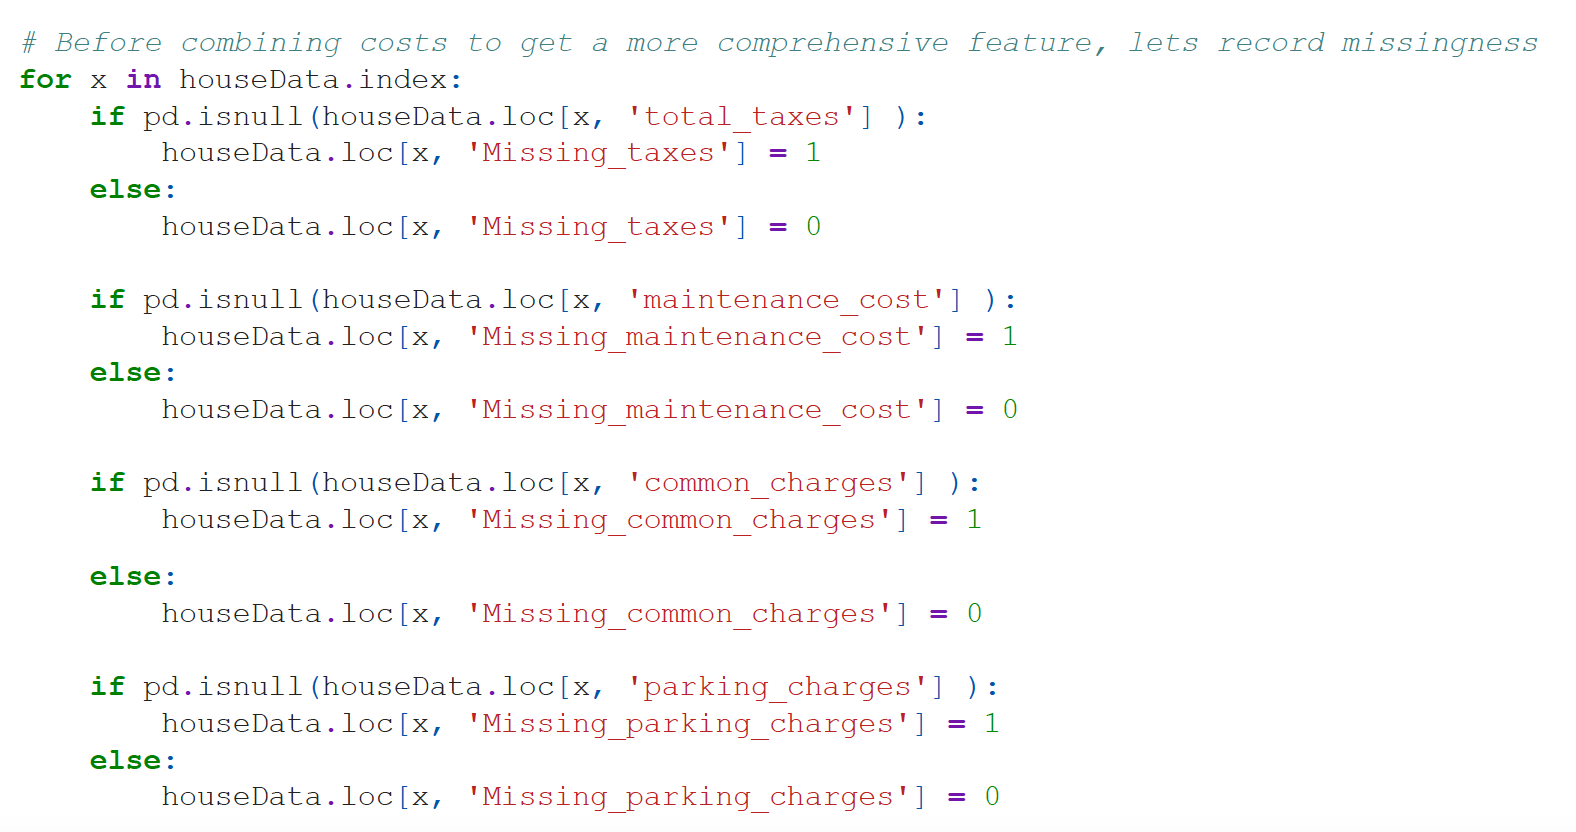 # Before combining costs to get a more comprehensive feature, lets record missingness
for x in houseData.index:
    if pd.isnull(houseData.loc[x, 'total_taxes'] ):
        houseData.loc[x, 'Missing_taxes'] = 1
    else:
        houseData.loc[x, 'Missing_taxes'] = 0

    if pd.isnull(houseData.loc[x, 'maintenance_cost'] ):
        houseData.loc[x, 'Missing_maintenance_cost'] = 1
    else:
        houseData.loc[x, 'Missing_maintenance_cost'] = 0

    if pd.isnull(houseData.loc[x, 'common_charges'] ):
        houseData.loc[x, 'Missing_common_charges'] = 1

    else:
        houseData.loc[x, 'Missing_common_charges'] = 0

    if pd.isnull(houseData.loc[x, 'parking_charges'] ):
        houseData.loc[x, 'Missing_parking_charges'] = 1
    else:
        houseData.loc[x, 'Missing_parking_charges'] = 0